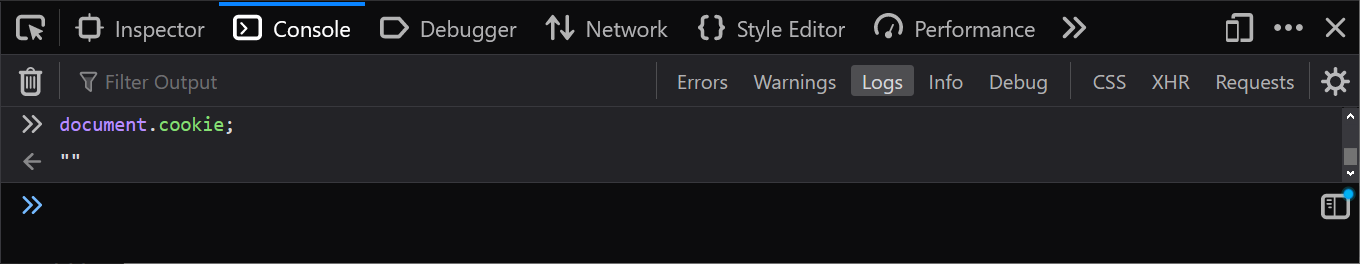 Inspector Console Debugger Network Style Editor Performance
Filter Output Errors Warnings Logs Info Debug CSS XHR Requests
document.cookie;
""